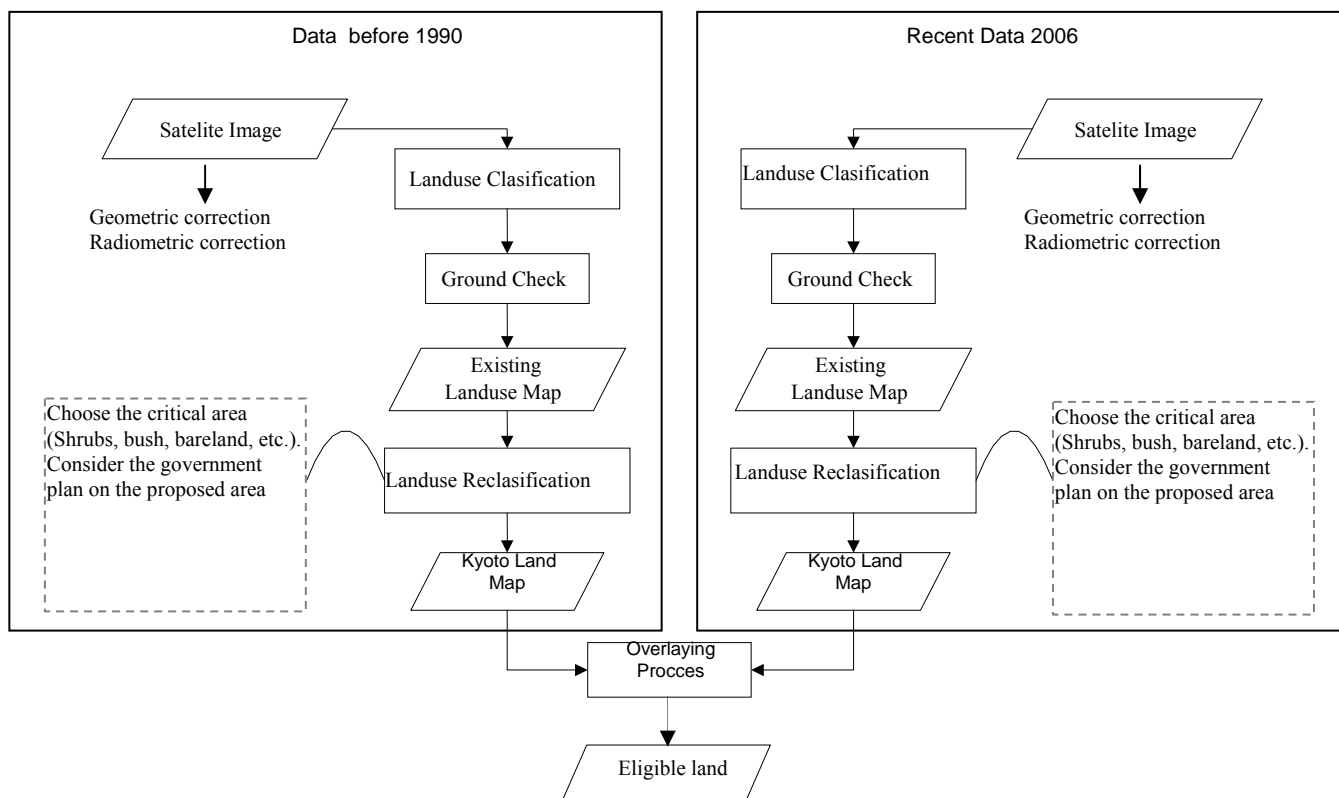 Data before 1990
Satelite Image
Geometric correction
Radiometric correction
Landuse Clasification
Ground Check
Existing
Landuse Map
Choose the critical area
(Shrubs, bush, bareland, etc.).
Consider the government
plan on the proposed area
Landuse Reclasification
Kyoto Land
Map
Recent Data 2006
Satelite Image
Geometric correction
Radiometric correction
Landuse Clasification
Ground Check
Existing
Landuse Map
Landuse Reclasification
Choose the critical area
(Shrubs, bush, bareland, etc.).
Consider the government
plan on the proposed area
Kyoto Land
Map
Overlaying
Procces
Eligible land